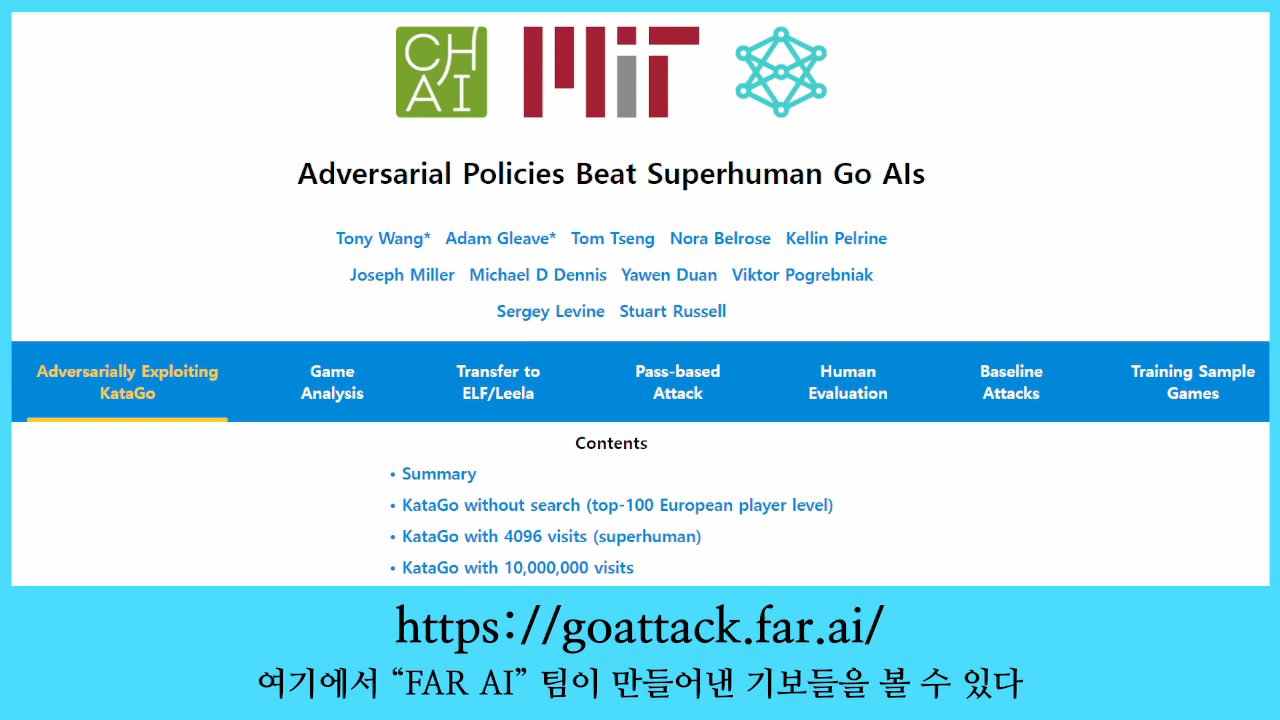 CHAI MIT
Adversarial Policies Beat Superhuman Go AIs
Tony Wang* Adam Gleave* Tom Tseng Nora Belrose Kellin Pelrine
Joseph Miller Michael D Dennis Yawen Duan Viktor Pogrebniak
Sergey Levine Stuart Russell
Adversarially Exploiting KataGo
Game Analysis
Transfer to ELF/Leela
Pass-based Attack
Human Evaluation
Baseline Attacks
Training Sample Games
Contents
• Summary
• KataGo without search (top-100 European player level)
• KataGo with 4096 visits (superhuman)
• KataGo with 10,000,000 visits
https://goattack.far.ai/
여기에서 “FAR AI” 팀이 만들어낸 기보들을 볼 수 있다